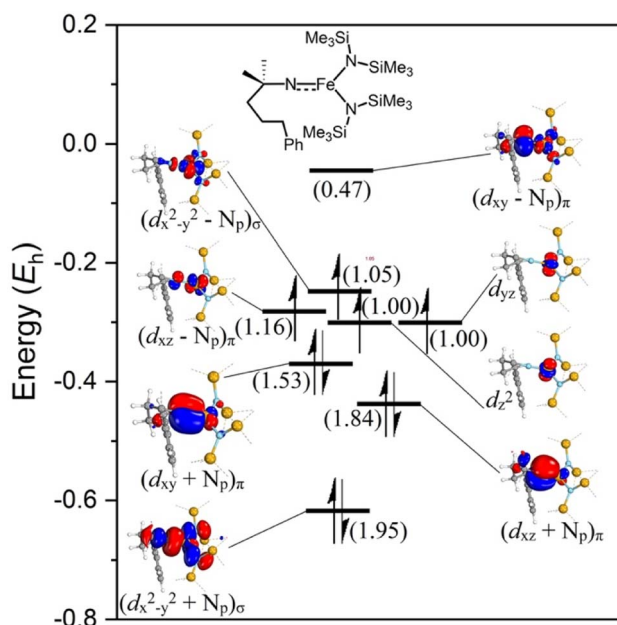 Energy (Eₕ)
0.2
0.0
-0.2
-0.4
-0.6
-0.8
Me₃Si
N-SiMe₃
N=Fe
SiMe₃
N
Me₃Si
Ph
(0.47)
(dxy - Np)π
(dx²-y² - Np)σ
(1.05)
1.05
dyz
(dxz - Np)π
(1.16)
(1.00)
(1.00)
(1.53)
dz²
(1.84)
(dxy + Np)π
(dxz + Np)π
(1.95)
(dx²-y² + Np)σ